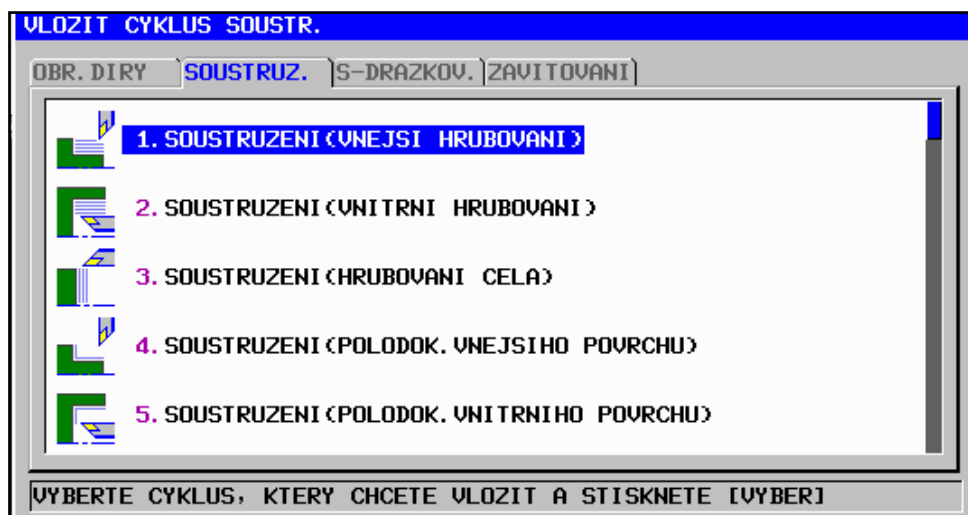 VLOZIT CYKLUS SOUSTR.
OBR.DIRY SOUSTRUZ. S-DRAZKOV. ZAVITOVANI
1.SOUSTRUZENI(VNEJSI HRUBOVANI)
2.SOUSTRUZENI(VNITRNI HRUBOVANI)
3.SOUSTRUZENI(HRUBOVANI CELA)
4.SOUSTRUZENI(POLODOK.VNEJSIHO POVRCHU)
5.SOUSTRUZENI(POLODOK.VNITRNIHO POVRCHU)
VYBERTE CYKLUS, KTERY CHCETE VLOZIT A STISKNETE [VYBER]